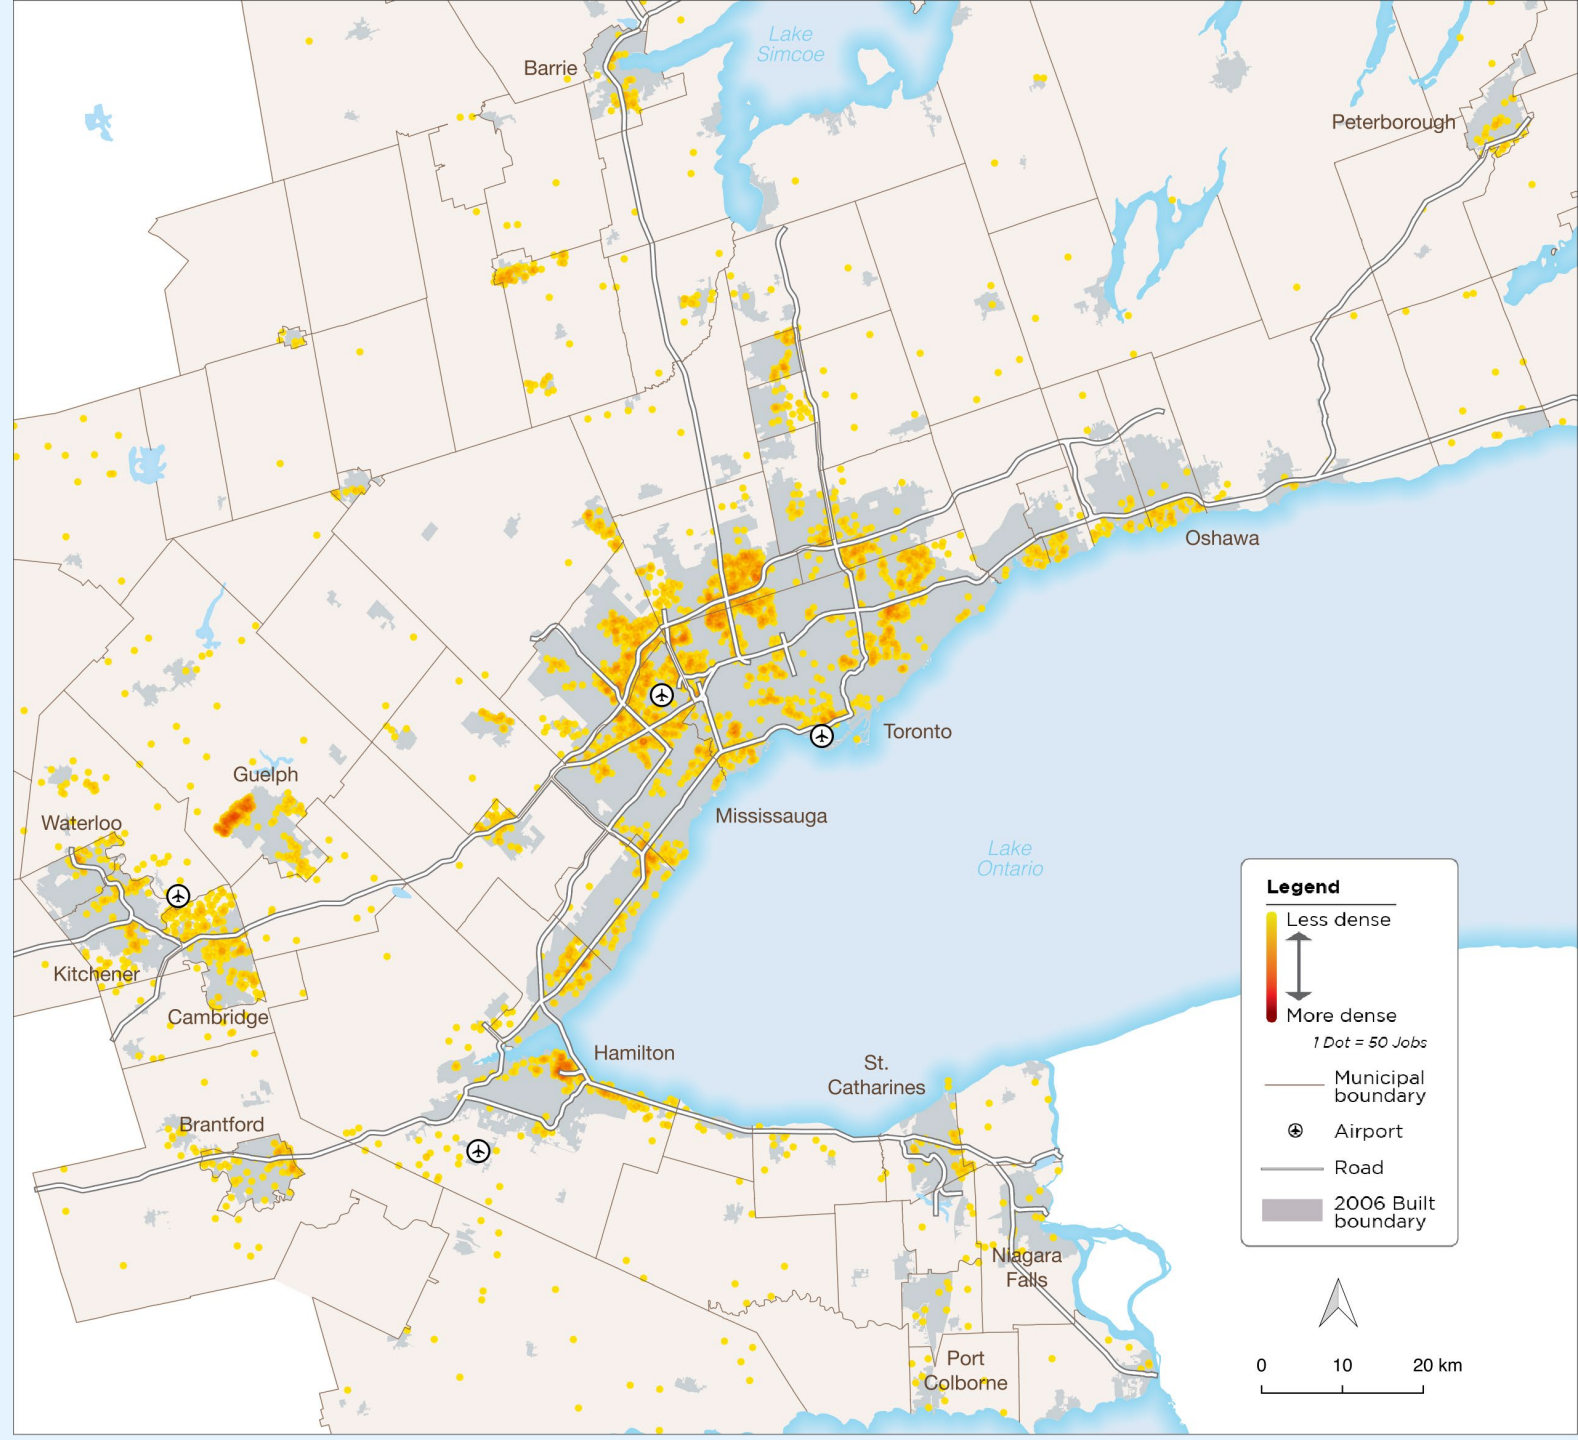 Lake
Simcoe
Barrie
Peterborough
Oshawa
Toronto
Guelph
Mississauga
Waterloo
Lake
Ontario
Kitchener
Cambridge
Hamilton
St.
Catharines
Brantford
Niagara
Falls
Port
Colborne
Legend
Less dense
More dense
1 Dot = 50 Jobs
Municipal
boundary
Airport
Road
2006 Built
boundary
0 10 20 km